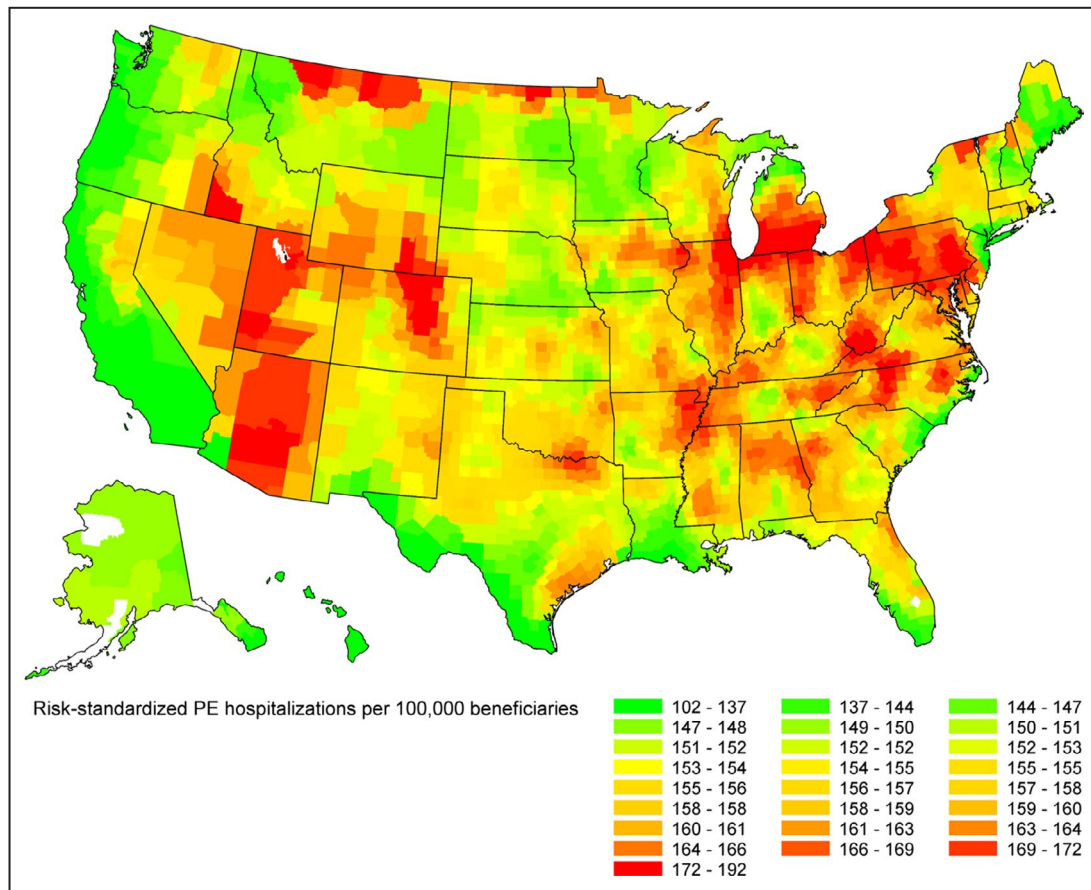 Risk-standardized PE hospitalizations per 100,000 beneficiaries
102 - 137 137 - 144 144 - 147
147 - 148 149 - 150 150 - 151
151 - 152 152 - 152 152 - 153
153 - 154 154 - 155 155 - 155
155 - 156 156 - 157 157 - 158
158 - 158 158 - 159 159 - 160
160 - 161 161 - 163 163 - 164
164 - 166 166 - 169 169 - 172
172 - 192